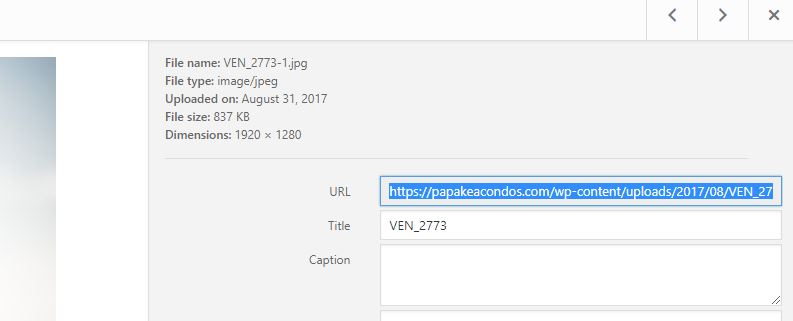 File name: VEN_2773-1.jpg
File type: image/jpeg
Uploaded on: August 31, 2017
File size: 837 KB
Dimensions: 1920 × 1280
URL https://papakeacondos.com/wp-content/uploads/2017/08/VEN_27
Title VEN_2773
Caption